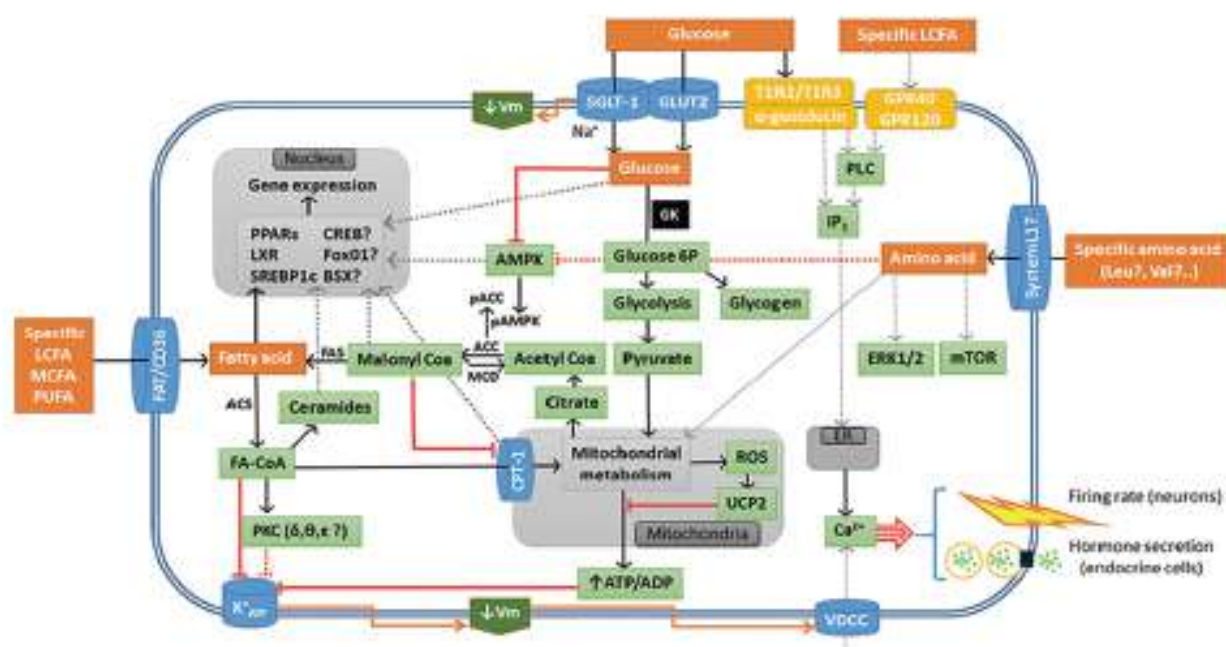 Glucose
Specific LCFA
↓Vm
SGLT-1
GLUT2
T1R2/T1R3
α-gustducin
GPR40
GPR120
Na⁺
Nucleus
Gene expression
Glucose
PLC
GK
IP₃
PPARs CREB?
LXR Fox01?
SREBP1c BSX?
AMPK
Glucose 6P
Amino acid
System L1?
Specific amino acid
(Leu?, Val?..)
pACC
pAMPK
Glycolysis
Glycogen
Specific
LCFA
MCFA
PUFA
FAT/CD36
Fatty acid
FAS
Malonyl Coa
ACC
MCD
Acetyl Coa
Pyruvate
ERK1/2
mTOR
ACS
Ceramides
Citrate
ER
FA-CoA
CPT-1
Mitochondrial
metabolism
ROS
UCP2
Mitochondria
PKC (δ,θ,ε ?)
Ca²⁺
Firing rate (neurons)
Hormone secretion
(endocrine cells)
↑ATP/ADP
K⁺ATP
↓Vm
VDCC